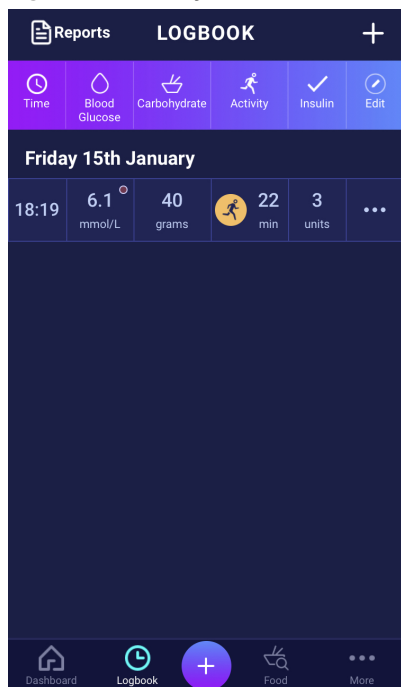 Reports LOGBOOK +
Time Blood Glucose Carbohydrate Activity Insulin Edit
Friday 15th January
18:19 6.1 mmol/L 40 grams 22 min 3 units
Dashboard Logbook + Food More